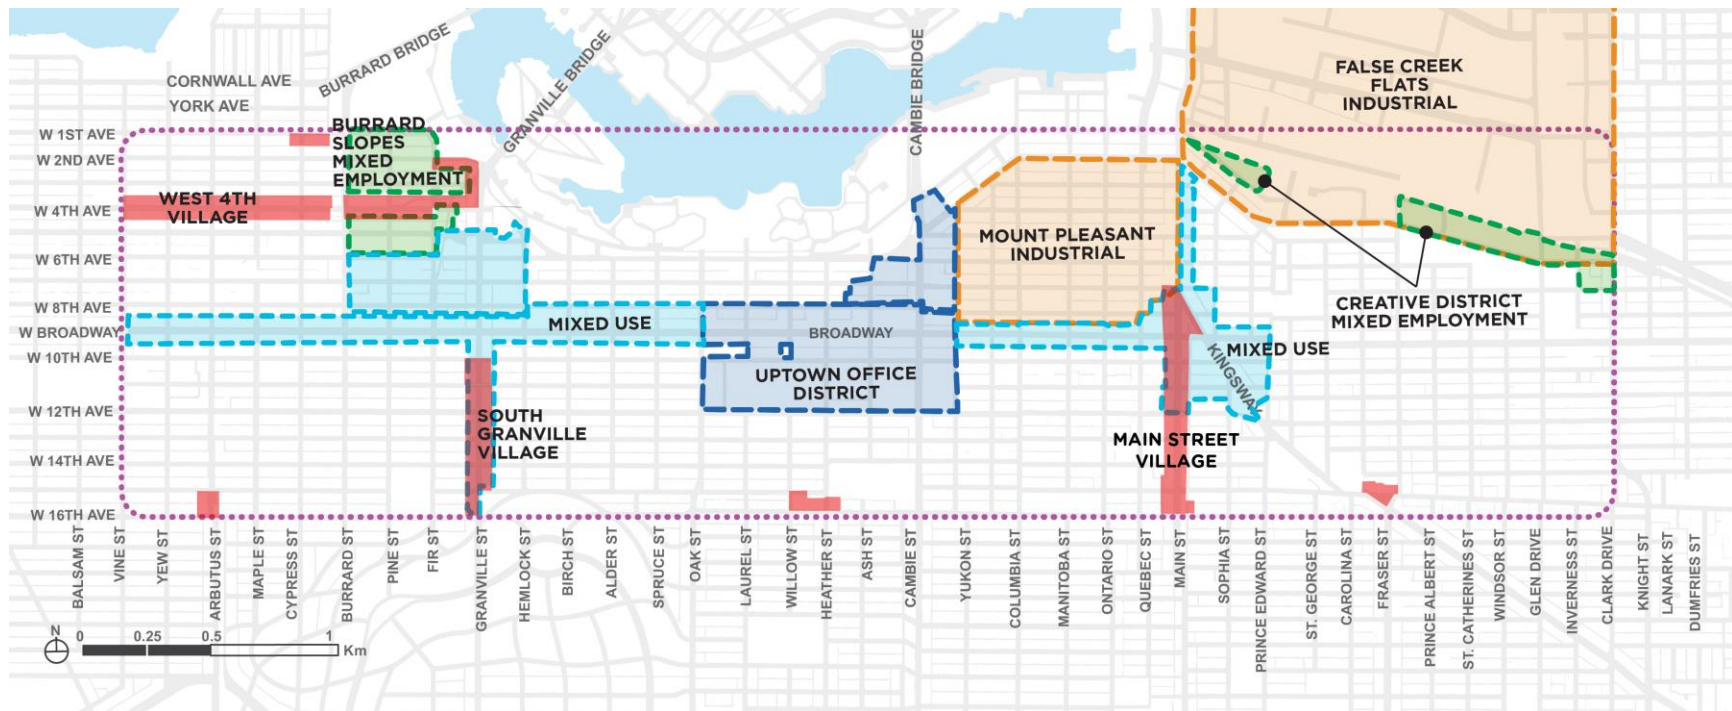 CORNWALL AVE
YORK AVE
BURRARD BRIDGE
GRANVILLE BRIDGE
CAMBIE BRIDGE
W 1ST AVE
W 2ND AVE
W 4TH AVE
W 6TH AVE
W 8TH AVE
W BROADWAY
W 10TH AVE
W 12TH AVE
W 14TH AVE
W 16TH AVE
BURRARD
SLOPES
MIXED
EMPLOYMENT
WEST 4TH
VILLAGE
MIXED USE
SOUTH
GRANVILLE
VILLAGE
BROADWAY
UPTOWN OFFICE
DISTRICT
MOUNT PLEASANT
INDUSTRIAL
FALSE CREEK
FLATS
INDUSTRIAL
CREATIVE DISTRICT
MIXED EMPLOYMENT
MIXED USE
KINGSWAY
MAIN STREET
VILLAGE
BALSAM ST
VINE ST
YEW ST
ARBUTUS ST
MAPLE ST
CYPRESS ST
BURRARD ST
PINE ST
FIR ST
GRANVILLE ST
HEMLOCK ST
BIRCH ST
ALDER ST
SPRUCE ST
OAK ST
LAUREL ST
WILLOW ST
HEATHER ST
ASH ST
CAMBIE ST
YUKON ST
COLUMBIA ST
MANITOBA ST
ONTARIO ST
QUEBEC ST
MAIN ST
SOPHIA ST
PRINCE EDWARD ST
ST. GEORGE ST
CAROLINA ST
FRASER ST
PRINCE ALBERT ST
ST. CATHERINES ST
WINDSOR ST
GLEN DRIVE
INVERNESS ST
CLARK DRIVE
KNIGHT ST
LANARK ST
DUMFRIES ST
N
0 0.25 0.5 1
Km